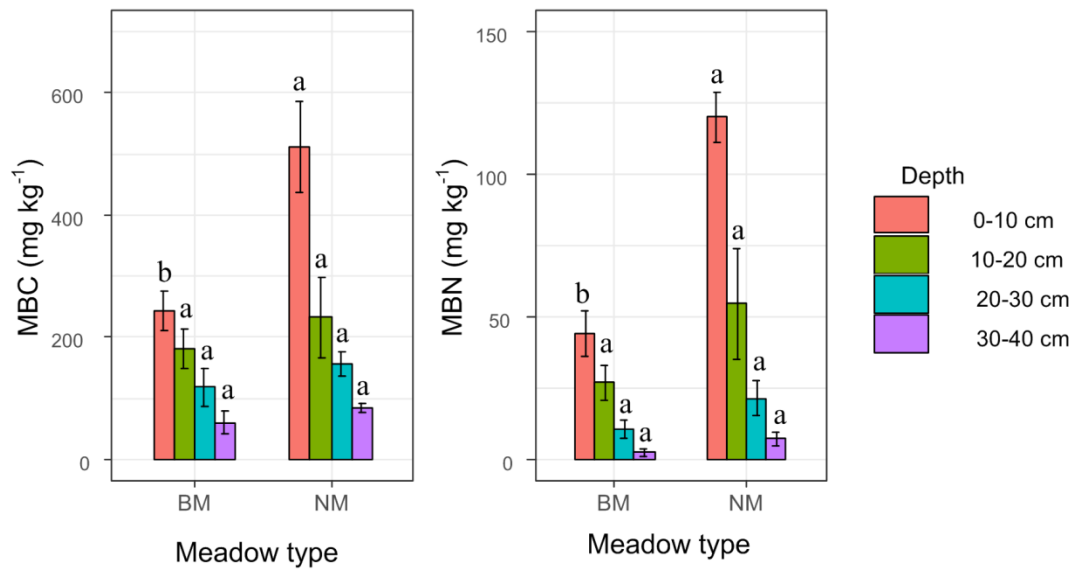 MBC (mg kg⁻¹)
600
400
200
0
b
a
a
a
a
a
a
a
BM
NM
Meadow type
MBN (mg kg⁻¹)
150
100
50
0
b
a
a
a
a
a
a
a
BM
NM
Meadow type
Depth
0-10 cm
10-20 cm
20-30 cm
30-40 cm